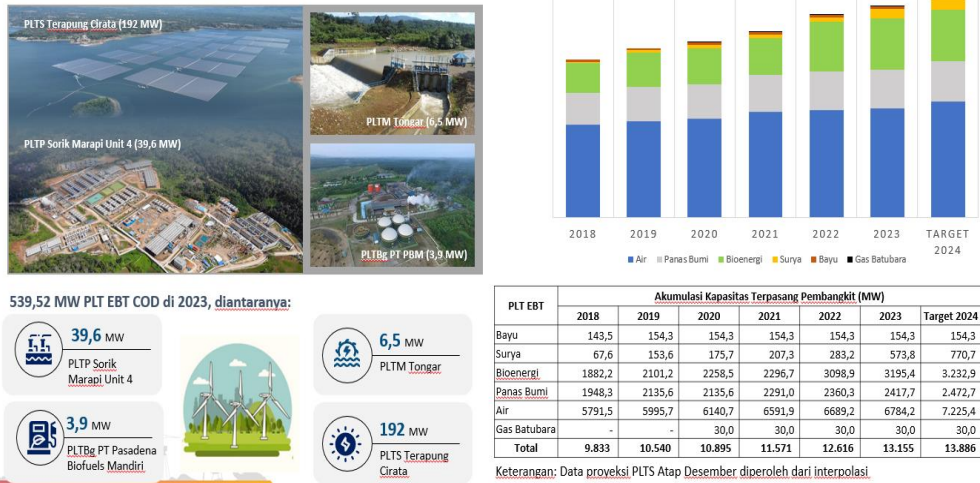 PLTS Terapung Cirata (192 MW)
PLTM Tongar (6,5 MW)
PLTP Sorik Marapi Unit 4 (39,6 MW)
PLTBg PT PBM (3,9 MW)
2018 2019 2020 2021 2022 2023 TARGET
2024
Air Panas Bumi Bioenergi Surya Bayu Gas Batubara
539,52 MW PLT EBT COD di 2023, diantaranya:
39,6 MW
PLTP Sorik
Marapi Unit 4
6,5 MW
PLTM Tongar
3,9 MW
PLTBg PT Pasadena
Biofuels Mandiri
192 MW
PLTS Terapung
Cirata
PLT EBT Akumulasi Kapasitas Terpasang Pembangkit (MW)
2018 2019 2020 2021 2022 2023 Target 2024
Bayu 143,5 154,3 154,3 154,3 154,3 154,3 154,3
Surya 67,6 153,6 175,7 207,3 283,2 573,8 770,7
Bioenergi 1882,2 2101,2 2258,5 2296,7 3098,9 3195,4 3.232,9
Panas Bumi 1948,3 2135,6 2135,6 2291,0 2360,3 2417,7 2.472,7
Air 5791,5 5995,7 6140,7 6591,9 6689,2 6784,2 7.225,4
Gas Batubara - - 30,0 30,0 30,0 30,0 30,0
Total 9.833 10.540 10.895 11.571 12.616 13.155 13.886
Keterangan: Data proyeksi PLTS Atap Desember diperoleh dari interpolasi